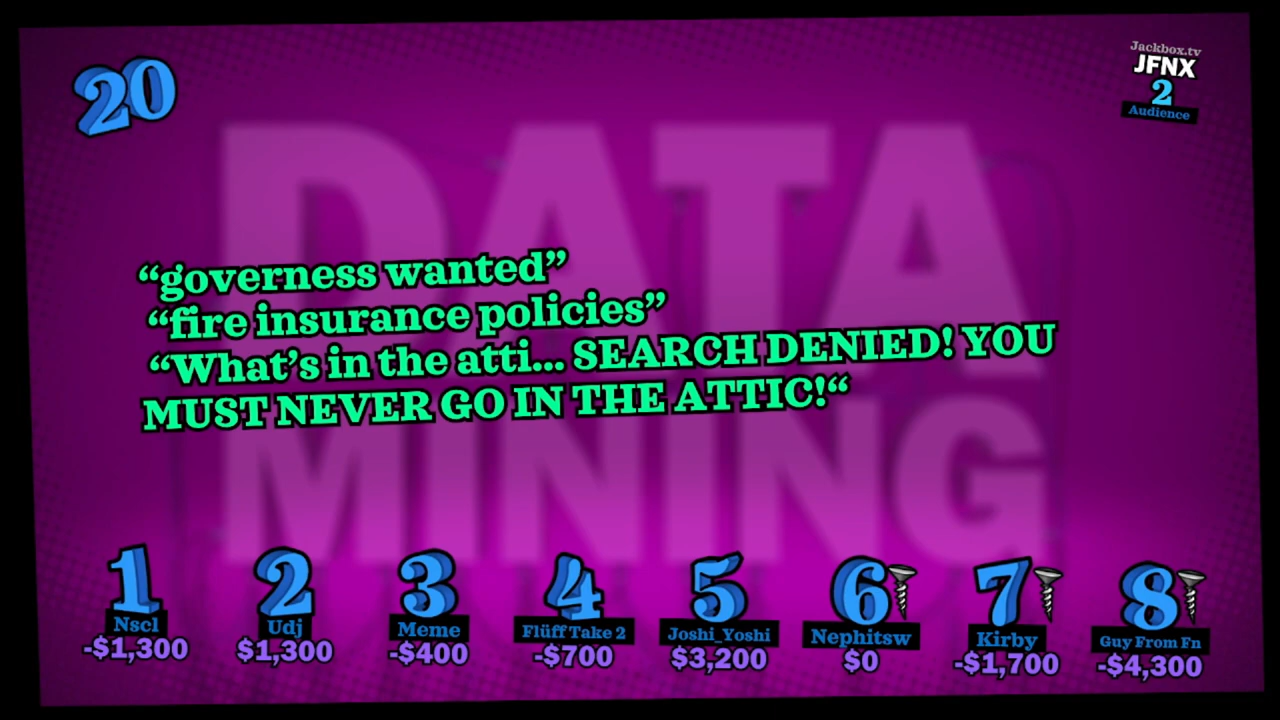 20
Jackbox.tv
JFNX
2
Audience
DATA
MINING
“governess wanted”
“fire insurance policies”
“What’s in the atti... SEARCH DENIED! YOU
MUST NEVER GO IN THE ATTIC!“
1
Nscl
-$1,300
2
Udj
$1,300
3
Meme
-$400
4
Flüff Take 2
-$700
5
Joshi_Yoshi
$3,200
6
Nephitsw
$0
7
Kirby
-$1,700
8
Guy From Fn
-$4,300